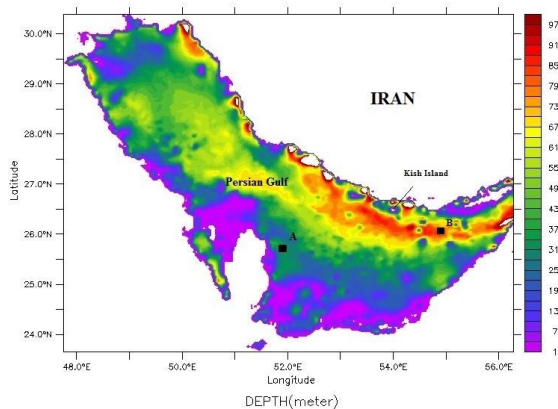 30.0°N
29.0°N
28.0°N
27.0°N
26.0°N
25.0°N
24.0°N
Latitude
IRAN
Kish Island
Persian Gulf
A
B
48.0°E 50.0°E 52.0°E 54.0°E 56.0°E
Longitude
DEPTH(meter)
97
91
85
79
73
67
61
55
49
43
37
31
25
19
13
7
1